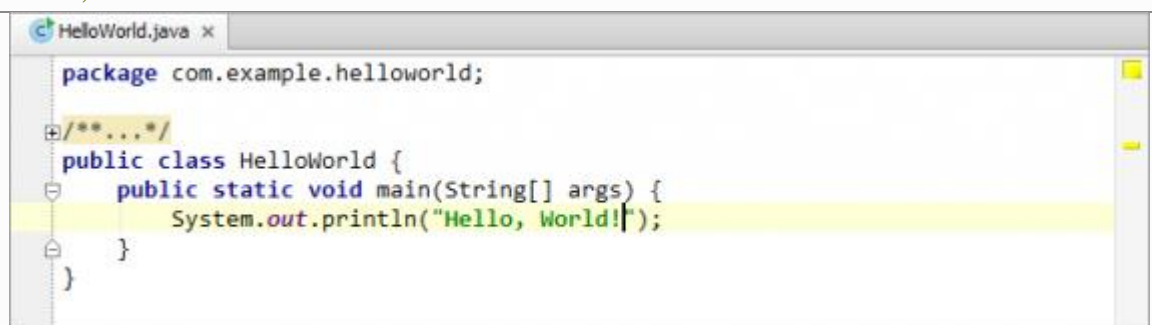 HelloWorld.java ×
package com.example.helloworld;
/**...*/
public class HelloWorld {
    public static void main(String[] args) {
        System.out.println("Hello, World!");
    }
}